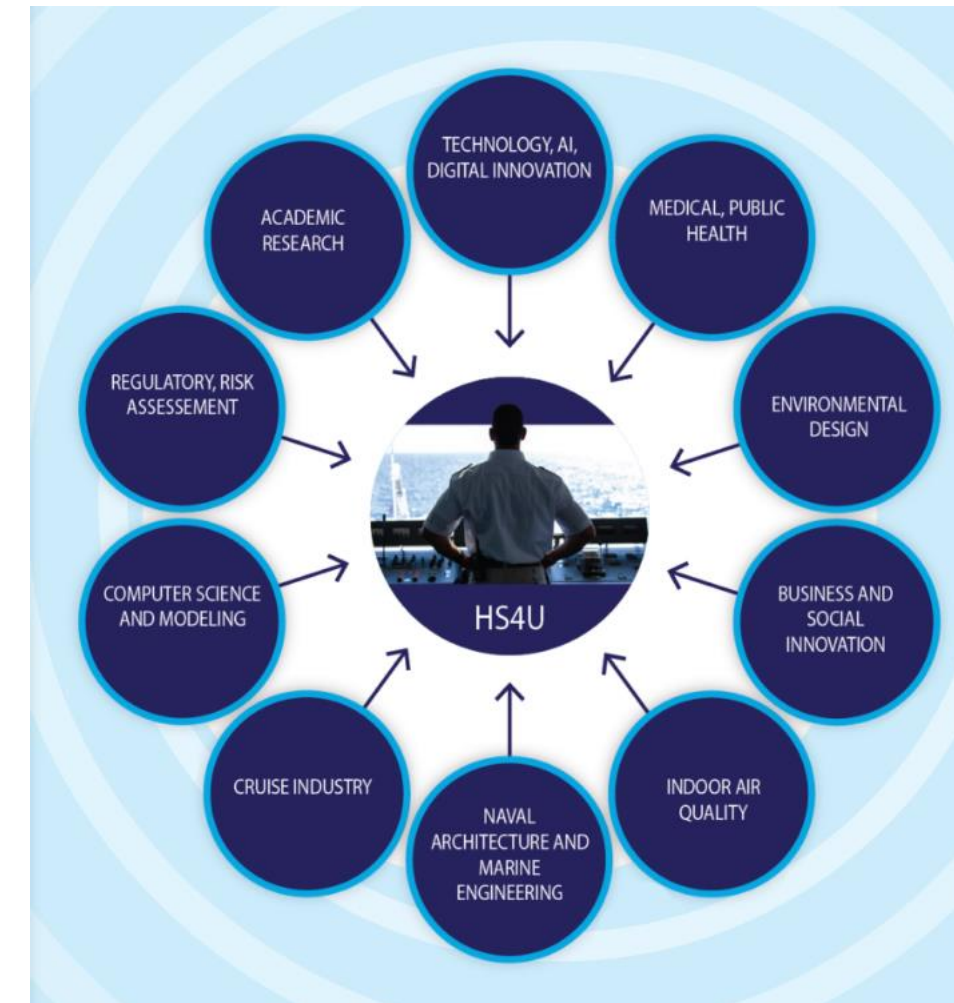 TECHNOLOGY, AI,
DIGITAL INNOVATION
MEDICAL, PUBLIC
HEALTH
ENVIRONMENTAL
DESIGN
BUSINESS AND
SOCIAL
INNOVATION
INDOOR AIR
QUALITY
NAVAL
ARCHITECTURE AND
MARINE
ENGINEERING
CRUISE INDUSTRY
COMPUTER SCIENCE
AND MODELING
REGULATORY, RISK
ASSESSEMENT
ACADEMIC
RESEARCH
HS4U